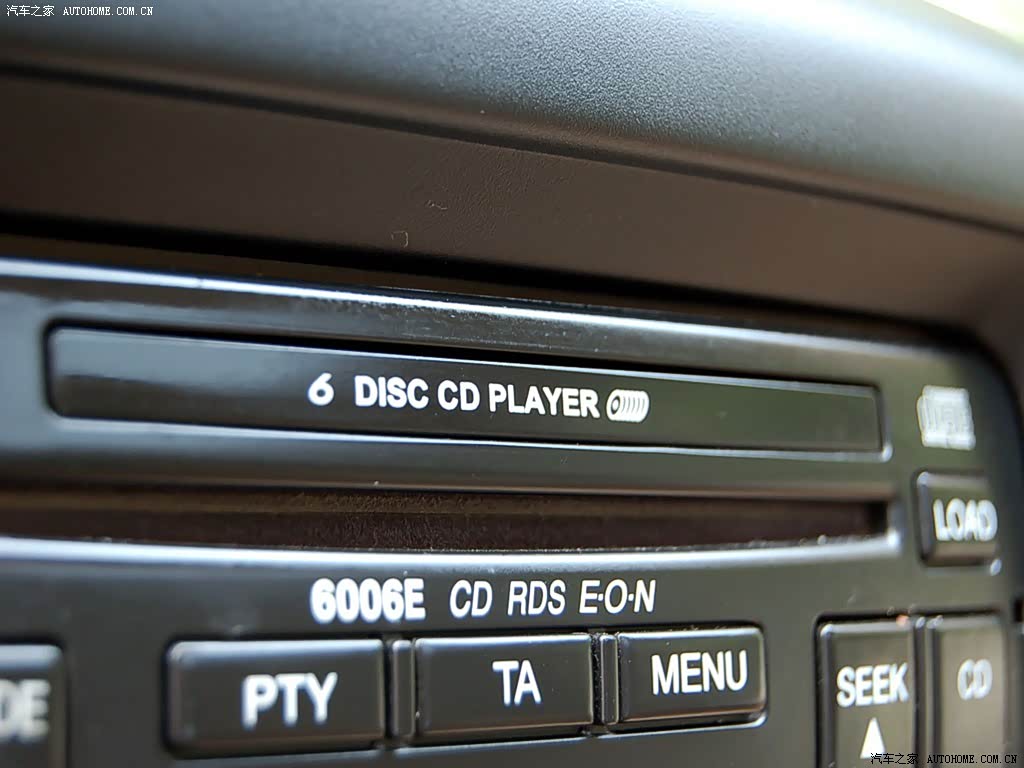 汽车之家 AUTOHOME.COM.CN
6 DISC CD PLAYER
LOAD
6006E CD RDS E·O·N
PTY TA MENU
DE
SEEK CD
汽车之家 AUTOHOME.COM.CN